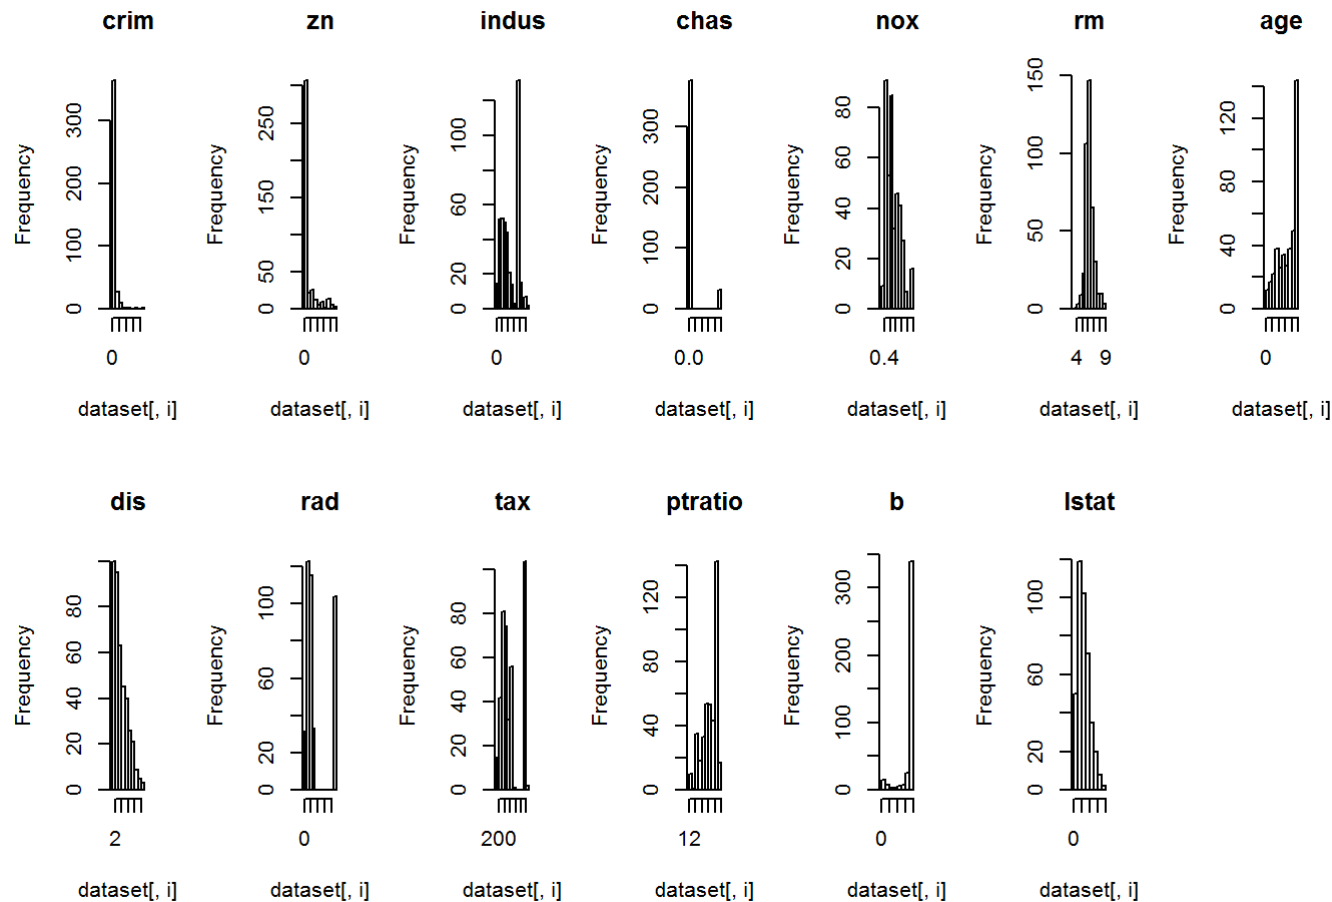 crim zn indus chas nox rm age
Frequency Frequency Frequency Frequency Frequency Frequency Frequency
0 100 200 300
0 50 150 250
0 20 60 100
0 100 200 300
0 20 40 60 80
0 50 100 150
0 40 80 120
0 0 0 0.0 0.4 4 9 0
dataset[, i] dataset[, i] dataset[, i] dataset[, i] dataset[, i] dataset[, i] dataset[, i]
dis rad tax ptratio b lstat
Frequency Frequency Frequency Frequency Frequency Frequency
0 20 40 60 80
0 20 60 100
0 20 40 60 80
0 40 80 120
0 100 200 300
0 20 60 100
2 0 200 12 0 0
dataset[, i] dataset[, i] dataset[, i] dataset[, i] dataset[, i] dataset[, i]